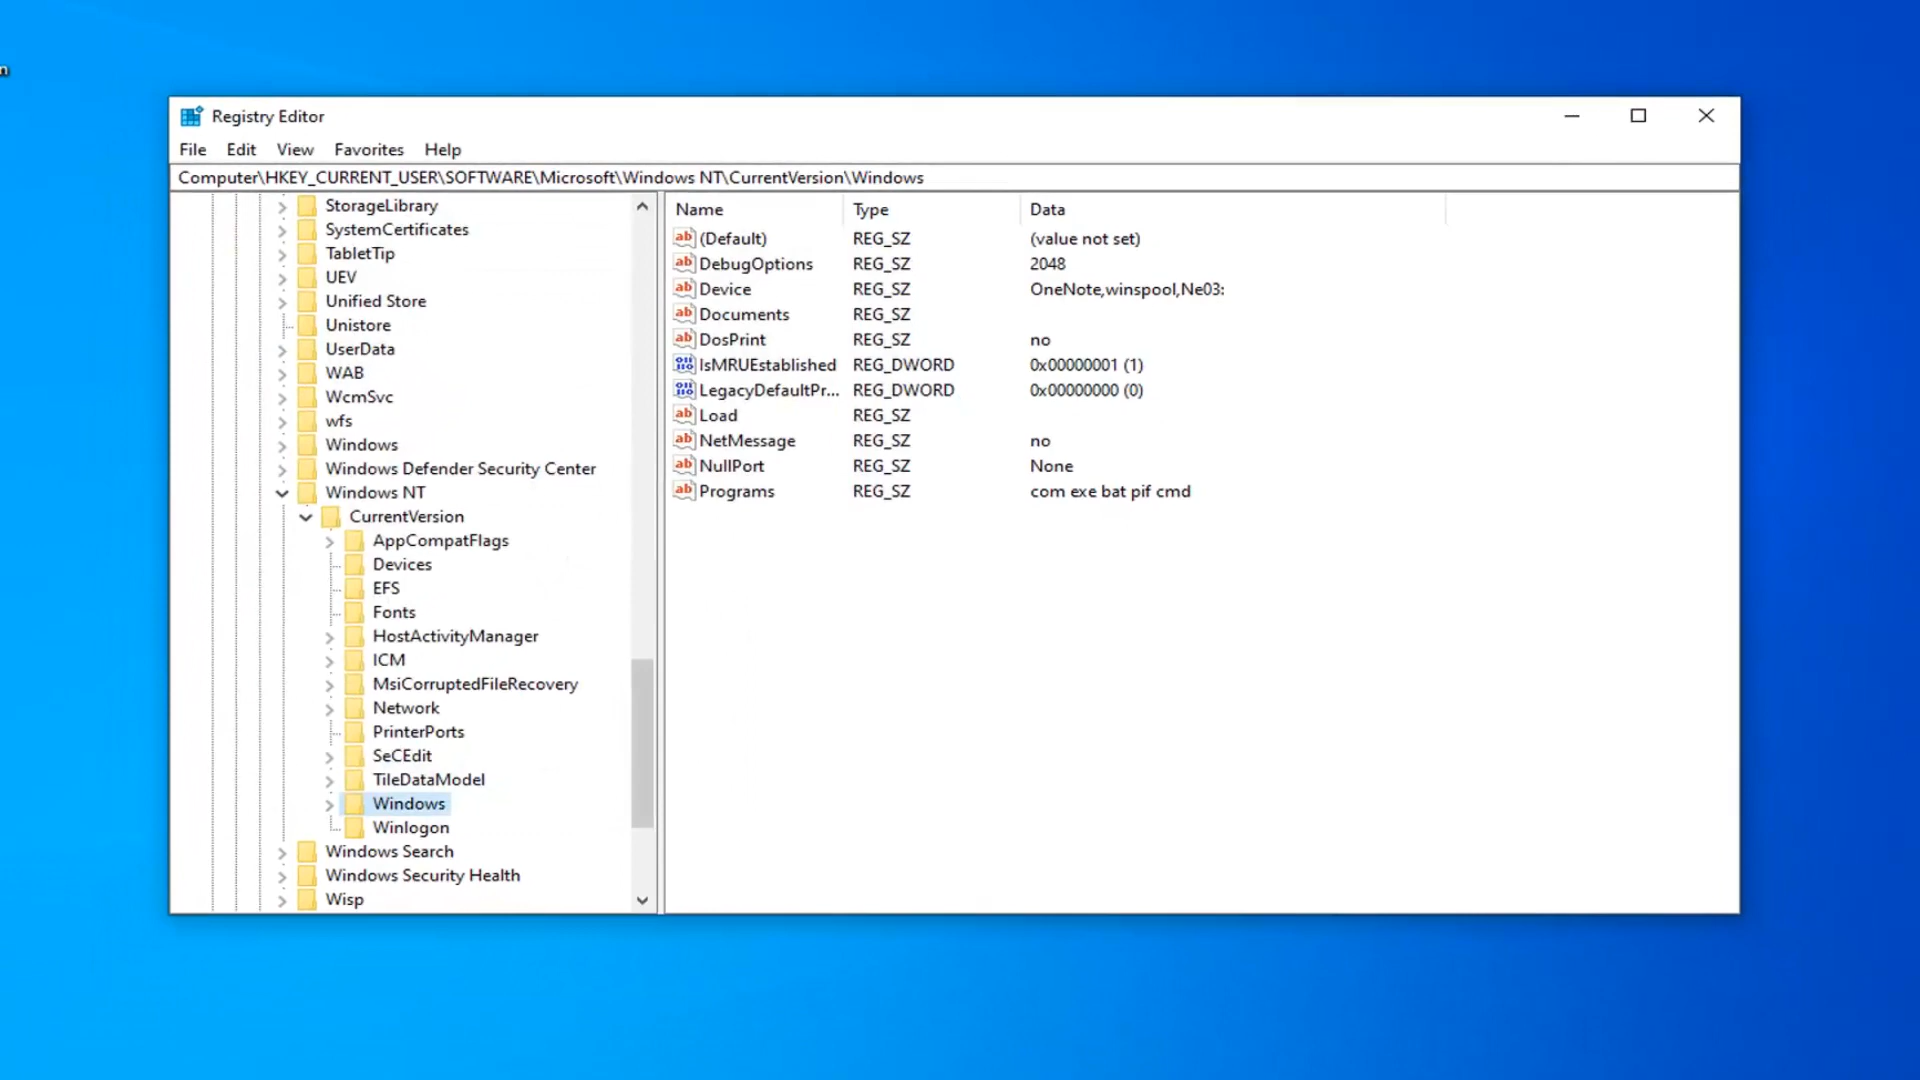 n
Registry Editor
File Edit View Favorites Help
Computer\HKEY_CURRENT_USER\SOFTWARE\Microsoft\Windows NT\CurrentVersion\Windows
StorageLibrary
SystemCertificates
TabletTip
UEV
Unified Store
Unistore
UserData
WAB
WcmSvc
wfs
Windows
Windows Defender Security Center
Windows NT
CurrentVersion
AppCompatFlags
Devices
EFS
Fonts
HostActivityManager
ICM
MsiCorruptedFileRecovery
Network
PrinterPorts
SeCEdit
TileDataModel
Windows
Winlogon
Windows Search
Windows Security Health
Wisp
Name Type Data
(Default) REG_SZ (value not set)
DebugOptions REG_SZ 2048
Device REG_SZ OneNote,winspool,Ne03:
Documents REG_SZ
DosPrint REG_SZ no
IsMRUEstablished REG_DWORD 0x00000001 (1)
LegacyDefaultPr... REG_DWORD 0x00000000 (0)
Load REG_SZ
NetMessage REG_SZ no
NullPort REG_SZ None
Programs REG_SZ com exe bat pif cmd